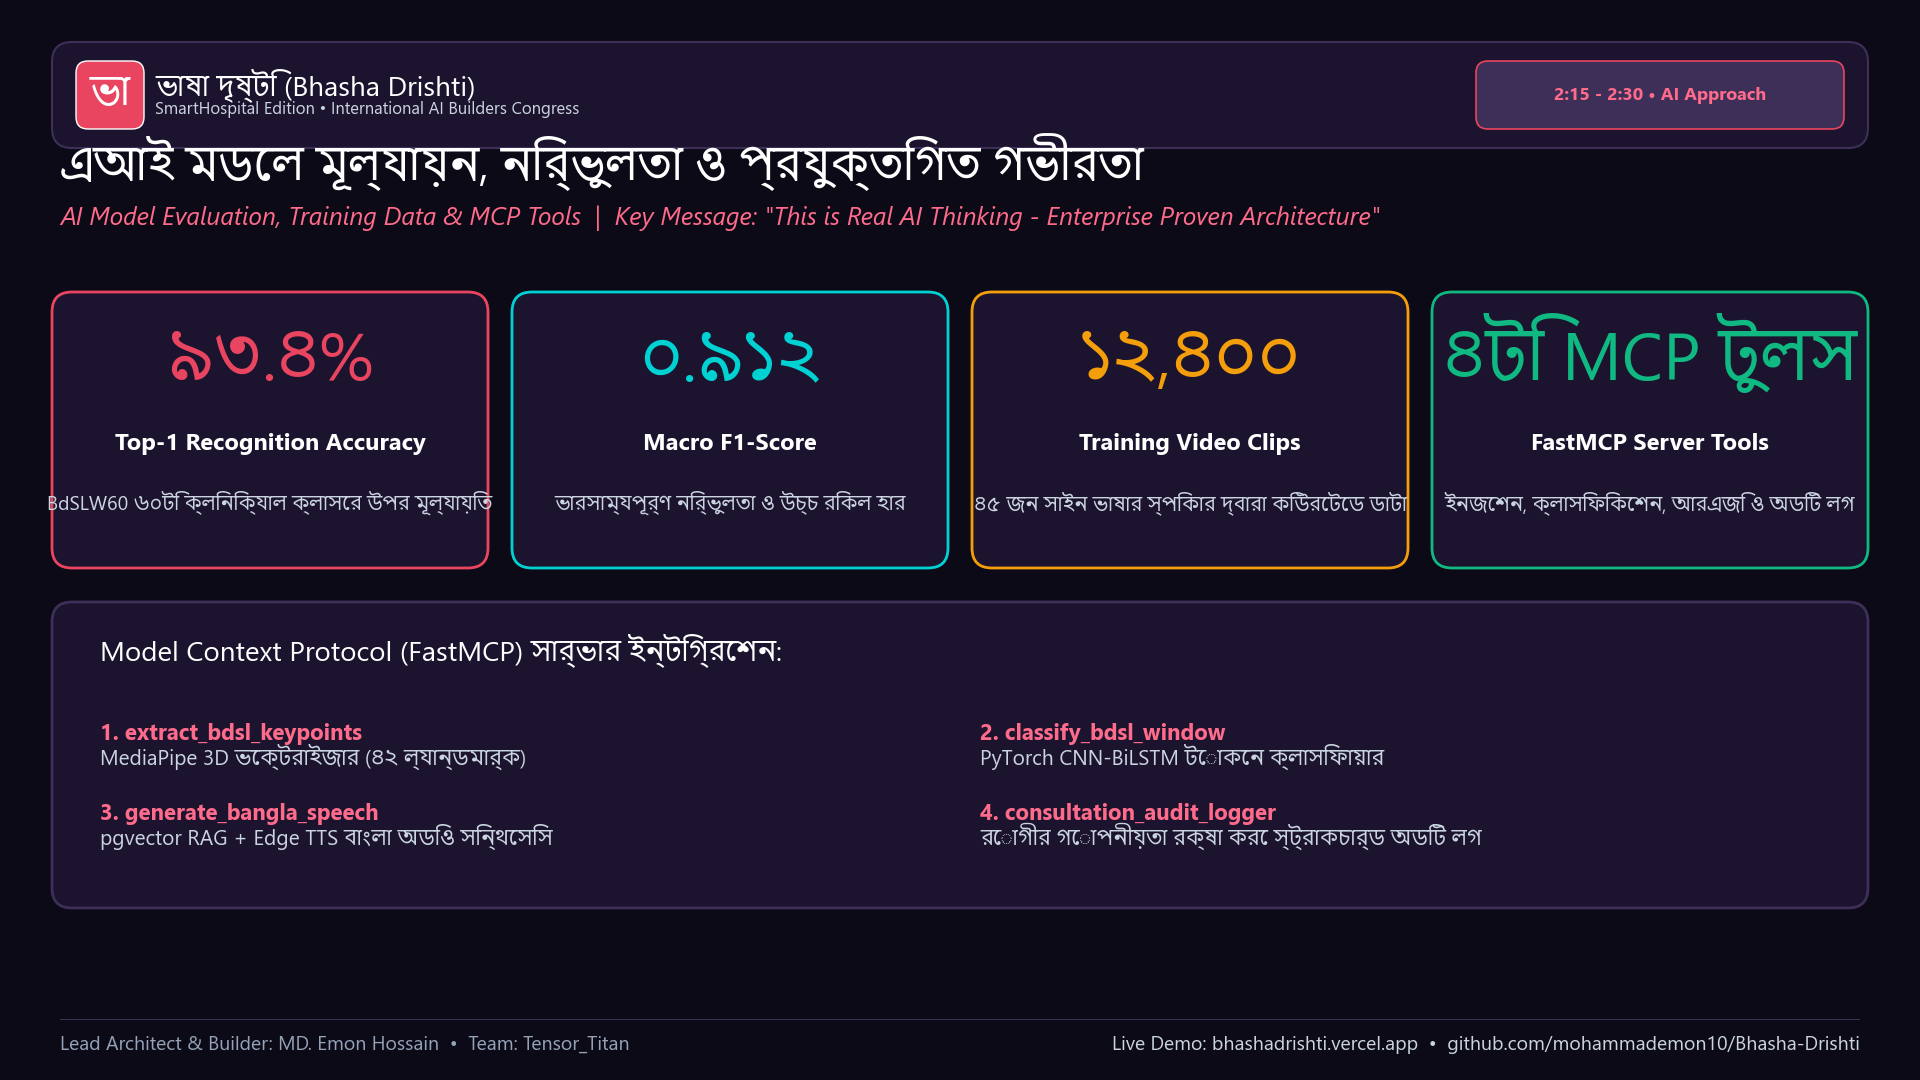 ভা
ভাষা দৃষ্টি (Bhasha Drishti)
SmartHospital Edition • International AI Builders Congress
2:15 - 2:30 • AI Approach
এআই মডেল মূল্যায়ন, নির্ভুলতা ও প্রযুক্তিগত গভীরতা
AI Model Evaluation, Training Data & MCP Tools | Key Message: "This is Real AI Thinking - Enterprise Proven Architecture"
৯৩.৪%
Top-1 Recognition Accuracy
BdSLW60 ৬০টি ক্লিনিক্যাল ক্লাসের উপর মূল্যায়িত
০.৯১২
Macro F1-Score
ভারসাম্যপূর্ণ নির্ভুলতা ও উচ্চ রিকল হার
১২,৪০০
Training Video Clips
৪৫ জন সাইন ভাষার স্পিকার দ্বারা কিউরেটেড ডাটা
৪টি MCP টুলস
FastMCP Server Tools
ইনজেশন, ক্লাসিফিকেশন, আরএজি ও অডিট লগ
Model Context Protocol (FastMCP) সার্ভার ইন্টিগ্রেশন:
1. extract_bdsl_keypoints
MediaPipe 3D ভেক্টেরাইজার (৪২ ল্যান্ডমার্ক)
2. classify_bdsl_window
PyTorch CNN-BiLSTM টোকেন ক্লাসিফায়ার
3. generate_bangla_speech
pgvector RAG + Edge TTS বাংলা অডিও সিন্থেসিস
4. consultation_audit_logger
রোগীর গোপনীয়তা রক্ষা করে স্ট্রাকচার্ড অডিট লগ
Lead Architect & Builder: MD. Emon Hossain • Team: Tensor_Titan
Live Demo: bhashadrishti.vercel.app • github.com/mohammademon10/Bhasha-Drishti